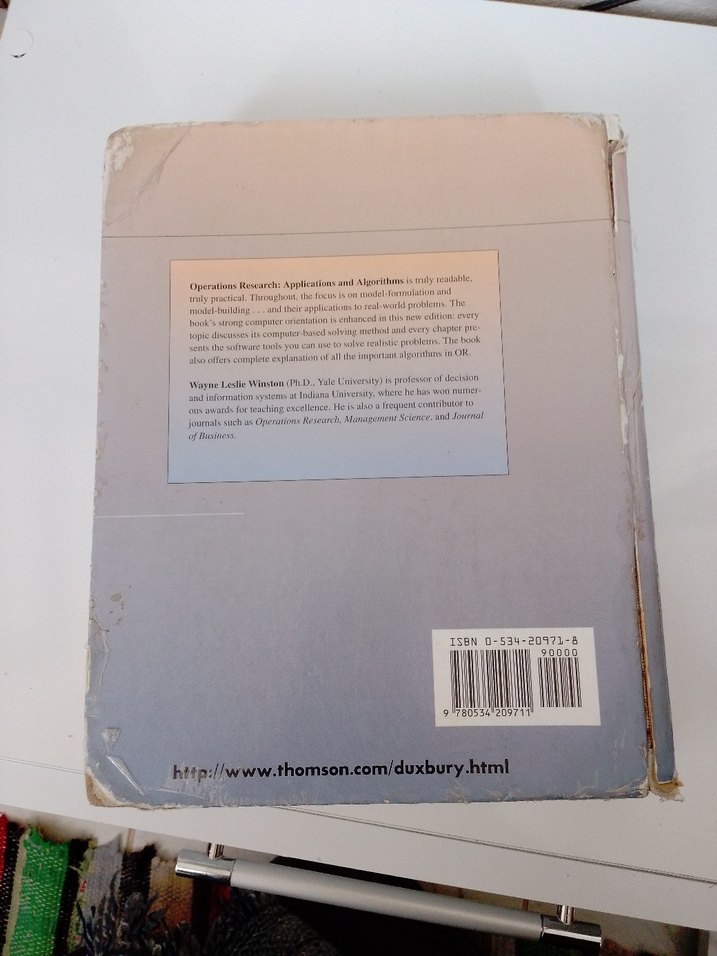 Operations Research: Applications and Algorithms is truly readable,
truly practical. Throughout, the focus is on model-formulation and
model-building . . . and their applications to real-world problems. The
book's strong computer orientation is enhanced in this new edition: every
topic discusses its computer-based solving method and every chapter pre-
sents the software tools you can use to solve realistic problems. The book
also offers complete explanation of all the important algorithms in OR.
Wayne Leslie Winston (Ph.D., Yale University) is professor of decision
and information systems at Indiana University, where he has won numer-
ous awards for teaching excellence. He is also a frequent contributor to
journals such as Operations Research, Management Science, and Journal
of Business.
ISBN 0-534-20971-8
90000
9 780534 209711
http://www.thomson.com/duxbury.html